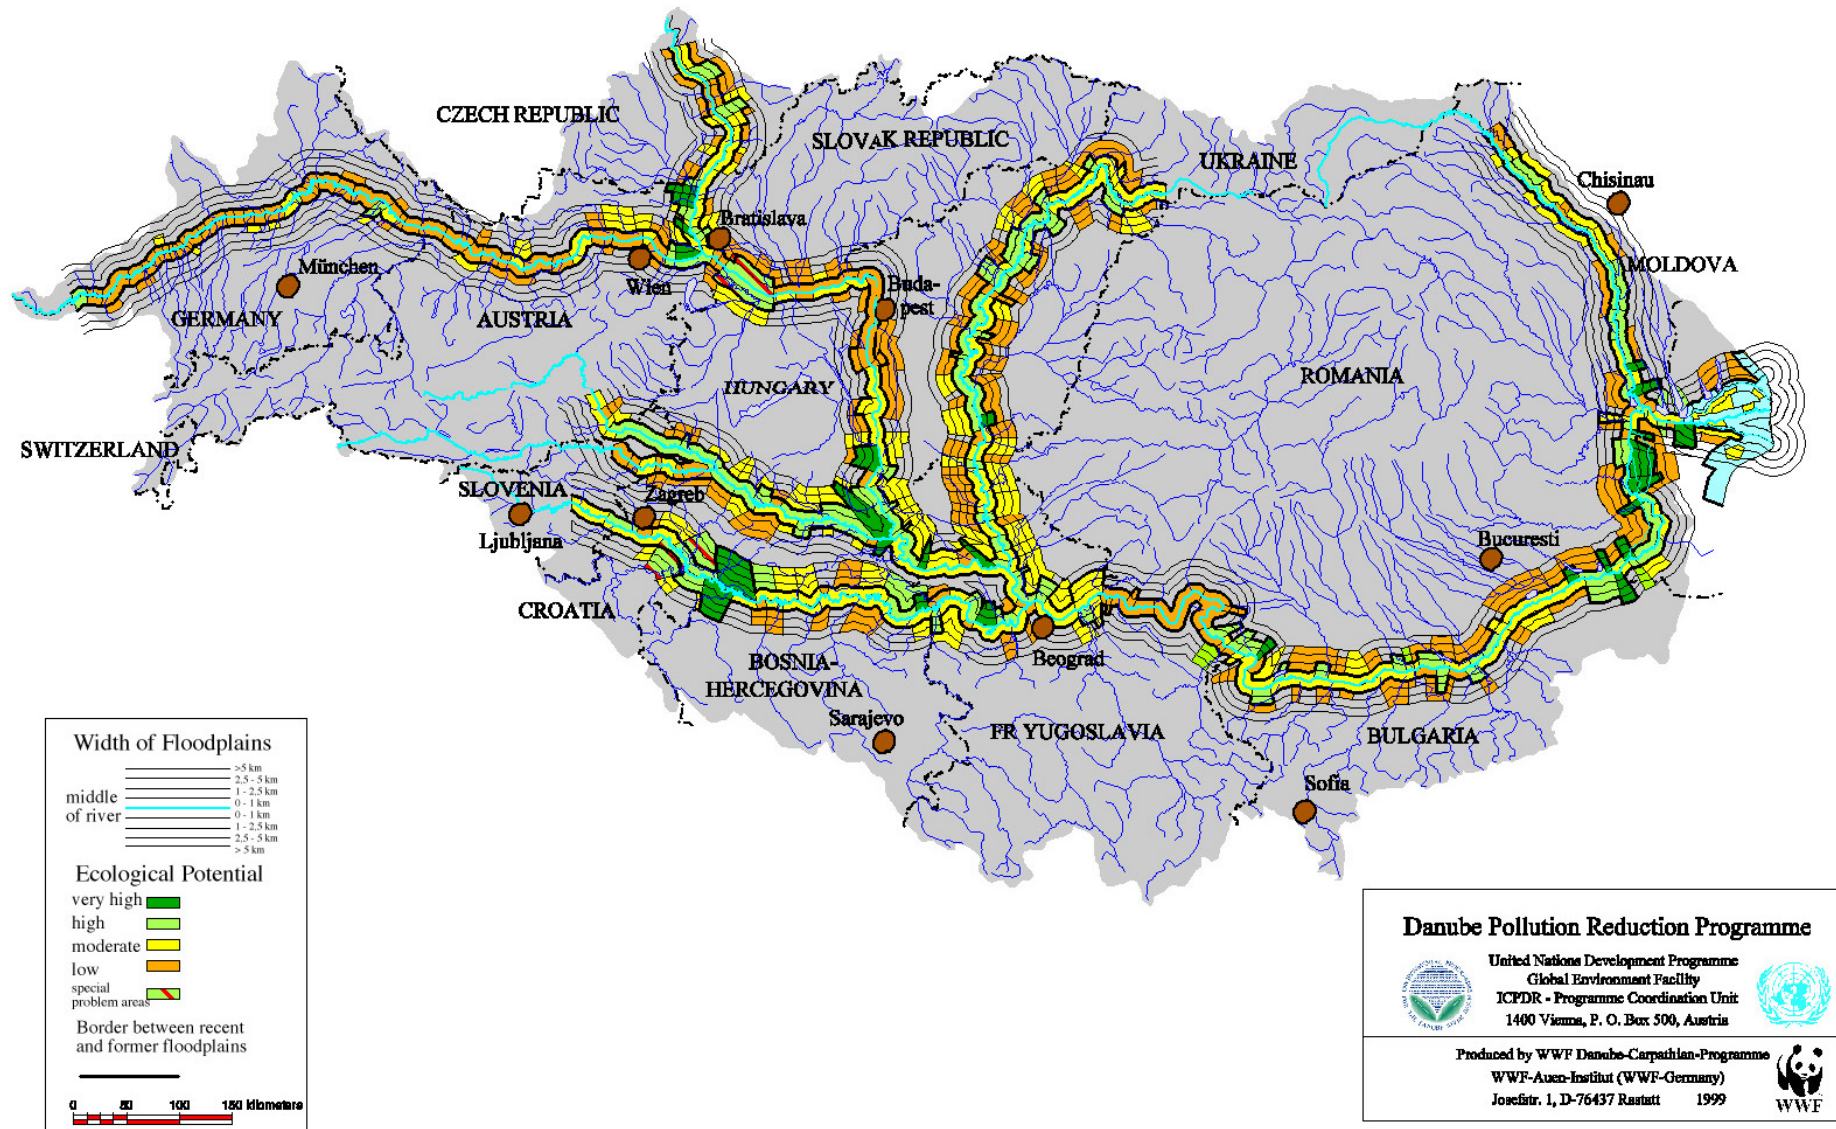 CZECH REPUBLIC
SLOVAK REPUBLIC
UKRAINE
Chisinau
Bratislava
München
Wien
Buda-
pest
MOLDOVA
GERMANY
AUSTRIA
HUNGARY
ROMANIA
SWITZERLAND
SLOVENIA
Zagreb
Ljubljana
Bucuresti
CROATIA
Beograd
BOSNIA-
HERCEGOVINA
Sarajevo
FR YUGOSLAVIA
BULGARIA
Sofia
Width of Floodplains
>5 km
2,5 - 5 km
1 - 2,5 km
middle
of river
0 - 1 km
0 - 1 km
1 - 2,5 km
2,5 - 5 km
> 5 km
Ecological Potential
very high
high
moderate
low
special
problem areas
Border between recent
and former floodplains
0 50 100 150 kilometers
Danube Pollution Reduction Programme
United Nations Development Programme
Global Environment Facility
ICPDR - Programme Coordination Unit
1400 Vienna, P. O. Box 500, Austria
Produced by WWF Danube-Carpathian-Programme
WWF-Auen-Institut (WWF-Germany)
Josefstr. 1, D-76437 Rastatt 1999
WWF